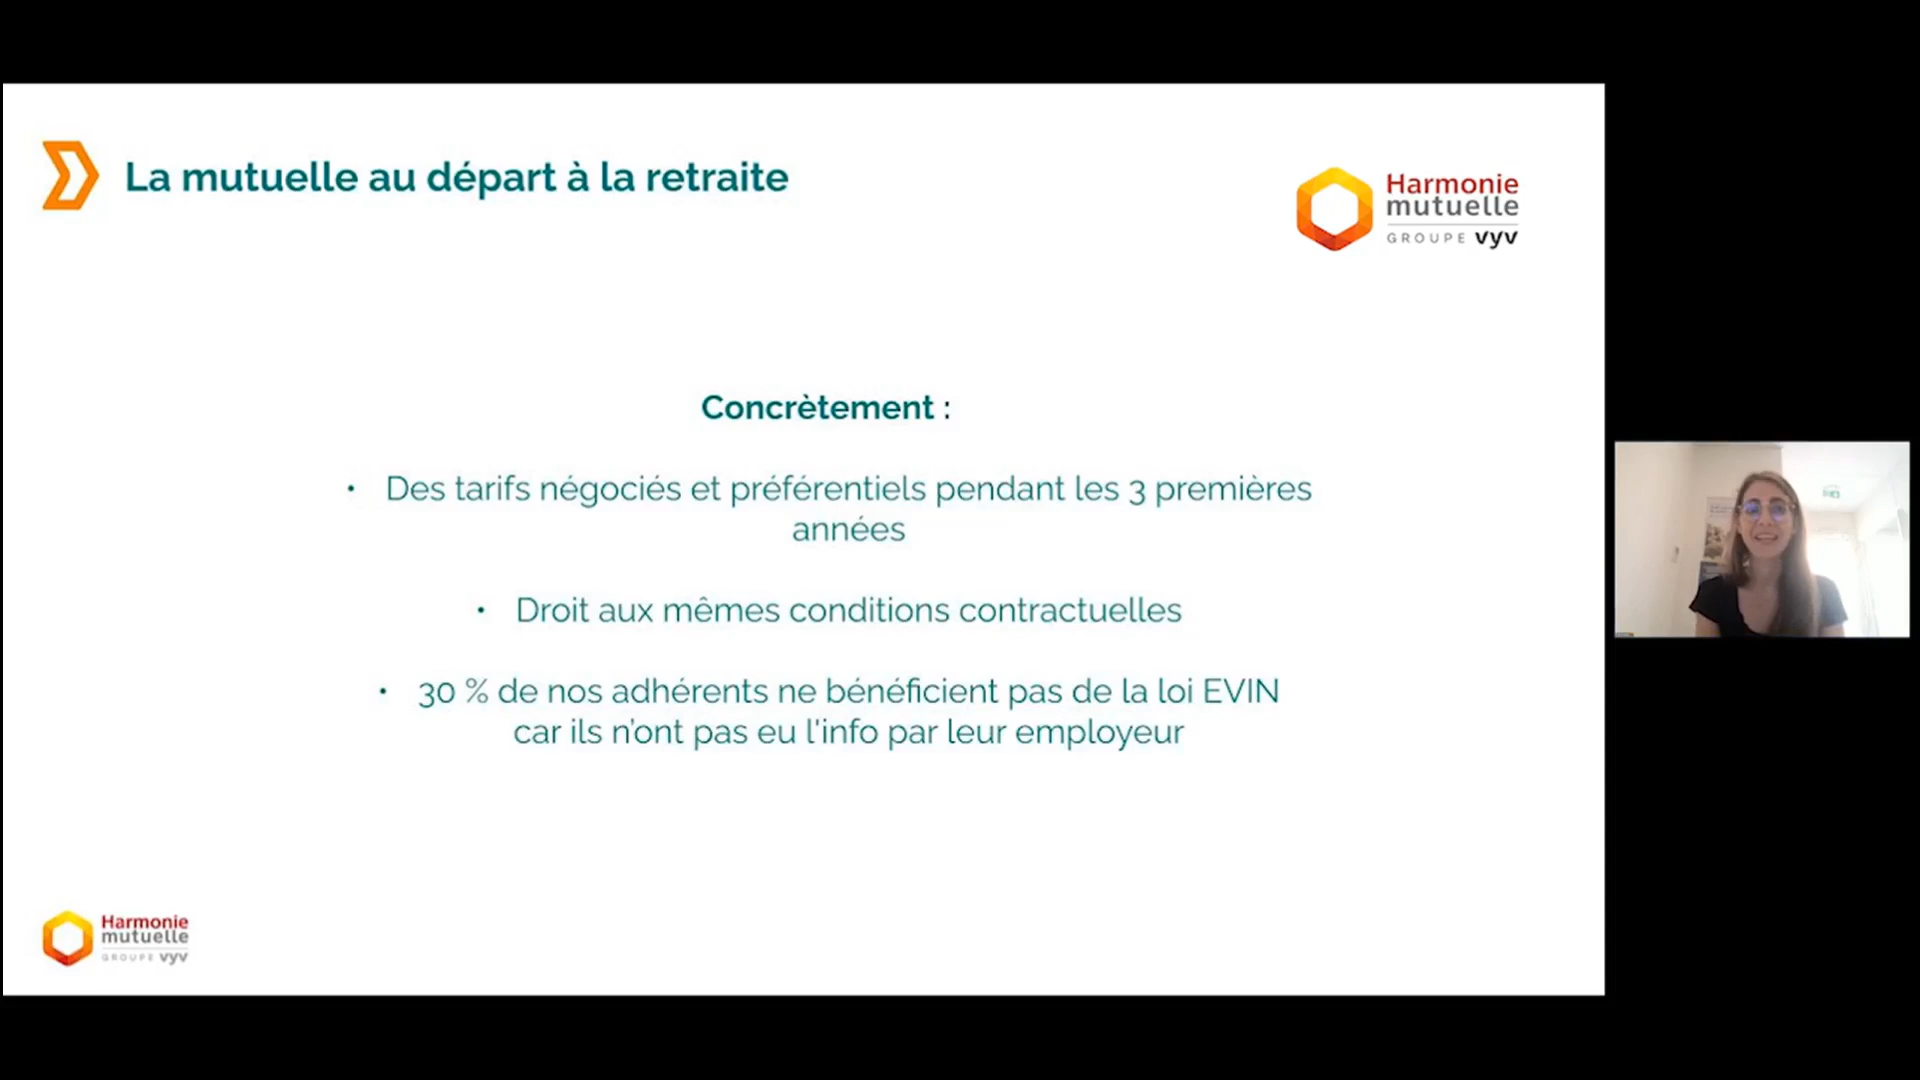 La mutuelle au départ à la retraite
Harmonie
mutuelle
GROUPE vyv
Concrètement :
• Des tarifs négociés et préférentiels pendant les 3 premières
années
• Droit aux mêmes conditions contractuelles
• 30 % de nos adhérents ne bénéficient pas de la loi EVIN
car ils n'ont pas eu l'info par leur employeur
Harmonie
mutuelle
GROUPE vyv